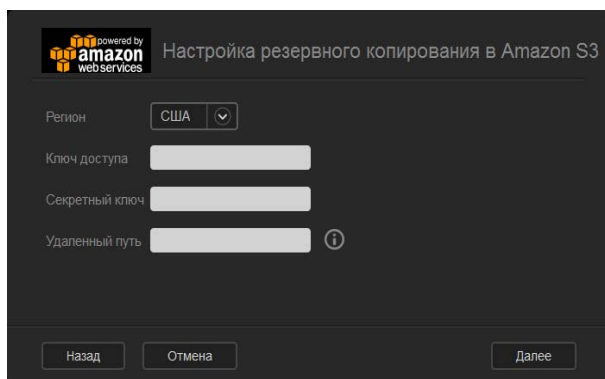 powered by
amazon
webservices
Настройка резервного копирования в Amazon S3
Регион
США
Ключ доступа
Секретный ключ
Удаленный путь
Назад
Отмена
Далее